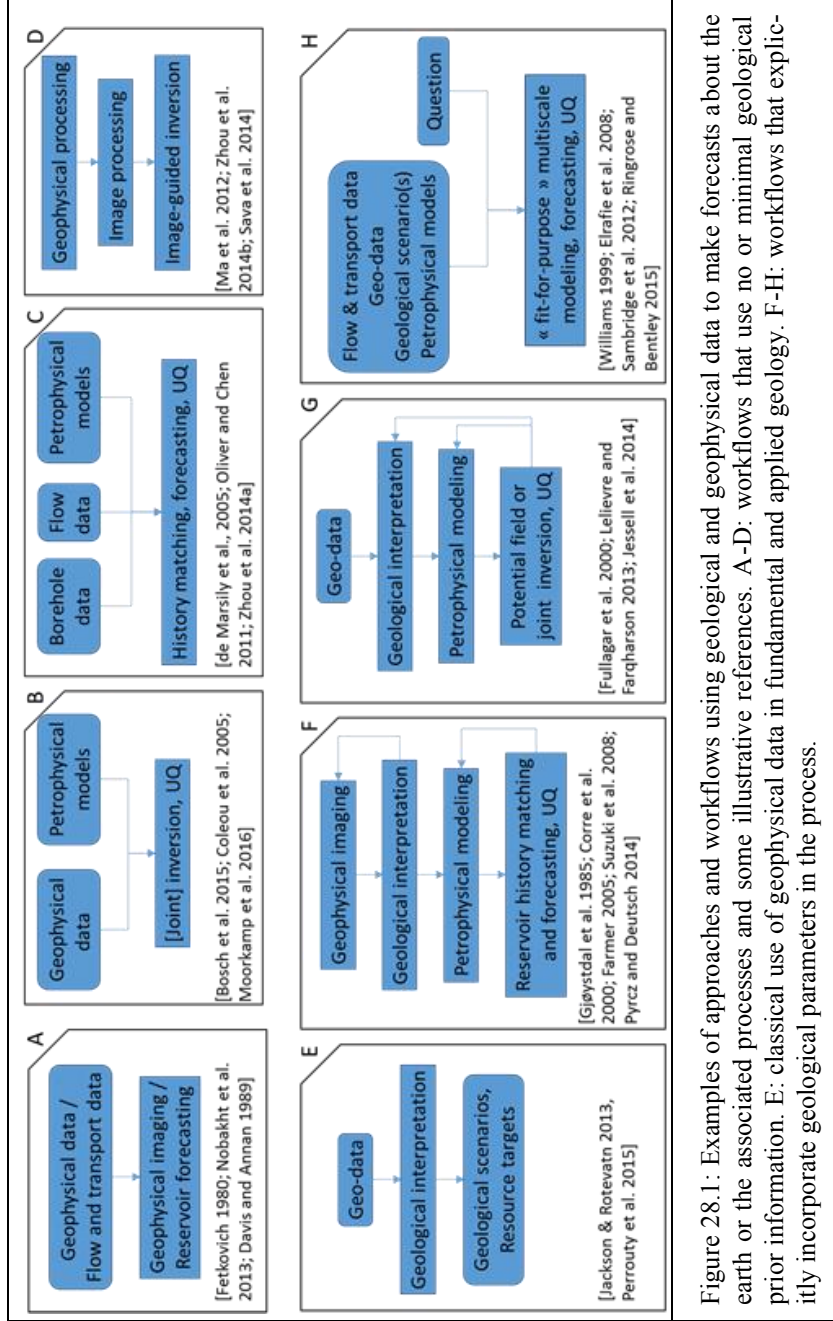 A
Geophysical data /
Flow and transport data
Geophysical imaging /
Reservoir forecasting
[Fetkovich 1980; Nobakht et al.
2013; Davis and Annan 1989]
B
Geophysical
data
Petrophysical
models
[Joint] inversion, UQ
[Bosch et al. 2015; Coleou et al. 2005;
Moorkamp et al. 2016]
C
Borehole
data
Flow
data
Petrophysical
models
History matching, forecasting, UQ
[de Marsily et al., 2005; Oliver and Chen
2011; Zhou et al. 2014a]
D
Geophysical processing
Image processing
Image-guided inversion
[Ma et al. 2012; Zhou et al.
2014b; Sava et al. 2014]
E
Geo-data
Geological interpretation
Geological scenarios,
Resource targets
[Jackson & Rotevatn 2013,
Perrouty et al. 2015]
F
Geophysical imaging
Geological interpretation
Petrophysical modeling
Reservoir history matching
and forecasting, UQ
[Gjøystdal et al. 1985; Corre et al.
2000; Farmer 2005; Suzuki et al. 2008;
Pyrcz and Deutsch 2014]
G
Geo-data
Geological interpretation
Petrophysical modeling
Potential field or
joint inversion, UQ
[Fullagar et al. 2000; Lelievre and
Farqharson 2013; Jessell et al. 2014]
H
Flow & transport data
Geo-data
Geological scenario(s)
Petrophysical models
Question
« fit-for-purpose » multiscale
modeling, forecasting, UQ
[Williams 1999; Elrafie et al. 2008;
Sambridge et al. 2012; Ringrose and
Bentley 2015]
Figure 28.1: Examples of approaches and workflows using geological and geophysical data to make forecasts about the
earth or the associated processes and some illustrative references. A-D: workflows that use no or minimal geological
prior information. E: classical use of geophysical data in fundamental and applied geology. F-H: workflows that explic-
itly incorporate geological parameters in the process.